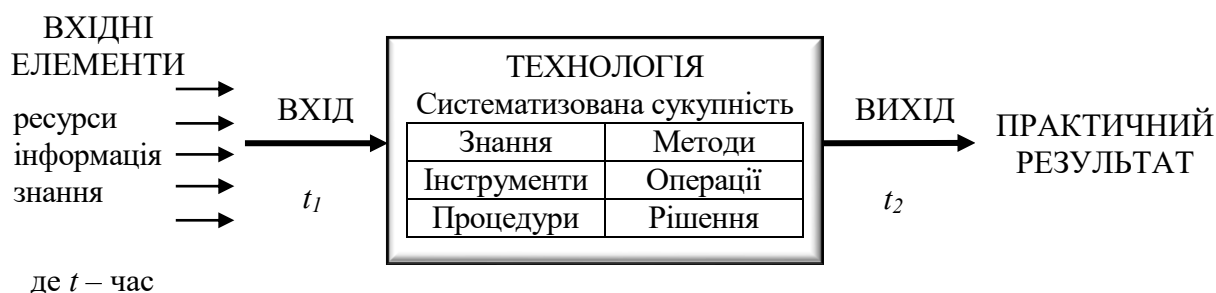 ВХІДНІ
ЕЛЕМЕНТИ
ресурси
інформація
знання
ВХІД
t1
ТЕХНОЛОГІЯ
Систематизована сукупність
Знання Методи
Інструменти Операції
Процедури Рішення
ВИХІД
t2
ПРАКТИЧНИЙ
РЕЗУЛЬТАТ
де t – час